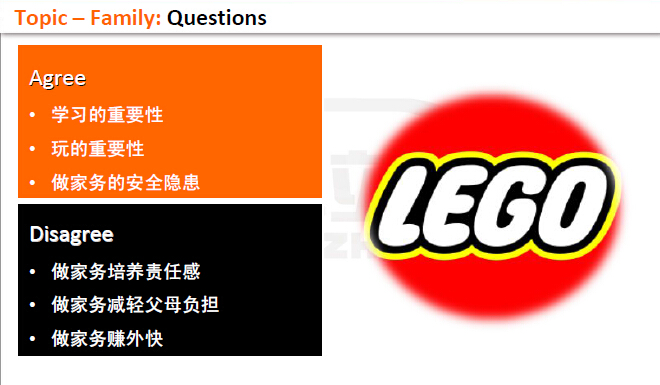 Topic – Family: Questions
Agree
• 学习的重要性
• 玩的重要性
• 做家务的安全隐患
Disagree
• 做家务培养责任感
• 做家务减轻父母负担
• 做家务赚外快
LEGO